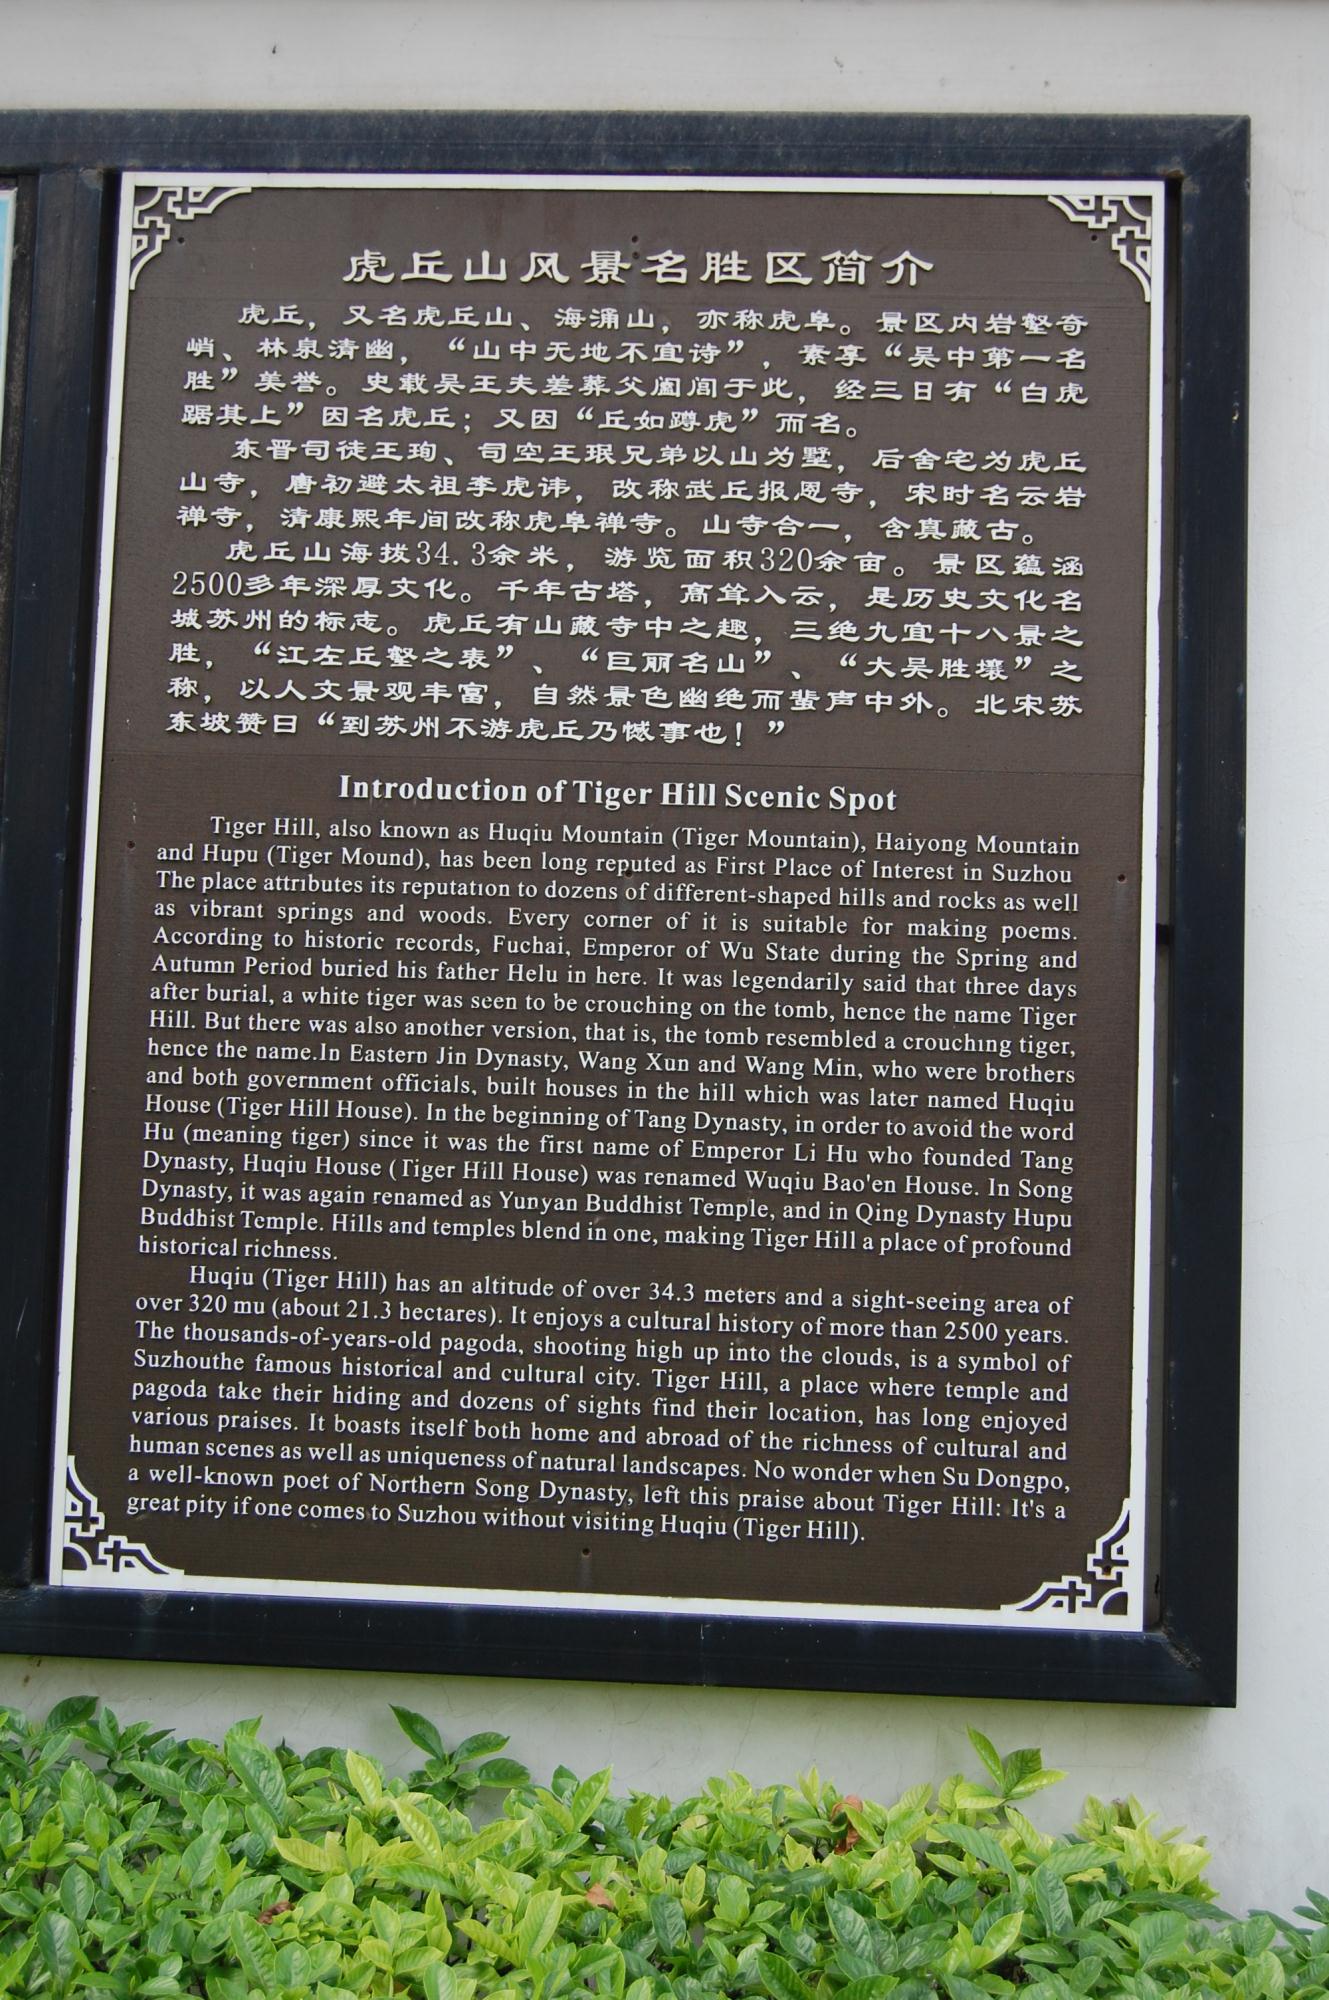 虎丘山风景名胜区简介
虎丘，又名虎丘山、海涌山，亦称虎阜。景区内岩壑奇
峭、林泉清幽，“山中无地不宜诗”，素享“吴中第一名
胜”美誉。史载吴王夫差葬父阖闾于此，经三日有“白虎
踞其上”因名虎丘；又因“丘如蹲虎”而名。
东晋司徒王珣、司空王珉兄弟以山为墅，后舍宅为虎丘
山寺，唐初避太祖李虎讳，改称武丘报恩寺，宋时名云岩
禅寺，清康熙年间改称虎阜禅寺。山寺合一，含真藏古。
虎丘山海拔34.3余米，游览面积320余亩。景区蕴涵
2500多年深厚文化。千年古塔，高耸入云，是历史文化名
城苏州的标志。虎丘有山藏寺中之趣，三绝九宜十八景之
胜，“江左丘壑之表”、“巨丽名山”、“大吴胜壤”之
称，以人文景观丰富，自然景色幽绝而蜚声中外。北宋苏
东坡赞日“到苏州不游虎丘乃憾事也！”
Introduction of Tiger Hill Scenic Spot
Tiger Hill, also known as Huqiu Mountain (Tiger Mountain), Haiyong Mountain
and Hupu (Tiger Mound), has been long reputed as First Place of Interest in Suzhou
The place attributes its reputation to dozens of different-shaped hills and rocks as well
as vibrant springs and woods. Every corner of it is suitable for making poems.
According to historic records, Fuchai, Emperor of Wu State during the Spring and
Autumn Period buried his father Helu in here. It was legendarily said that three days
after burial, a white tiger was seen to be crouching on the tomb, hence the name Tiger
Hill. But there was also another version, that is, the tomb resembled a crouching tiger,
hence the name.In Eastern Jin Dynasty, Wang Xun and Wang Min, who were brothers
and both government officials, built houses in the hill which was later named Huqiu
House (Tiger Hill House). In the beginning of Tang Dynasty, in order to avoid the word
Hu (meaning tiger) since it was the first name of Emperor Li Hu who founded Tang
Dynasty, Huqiu House (Tiger Hill House) was renamed Wuqiu Bao'en House. In Song
Dynasty, it was again renamed as Yunyan Buddhist Temple, and in Qing Dynasty Hupu
Buddhist Temple. Hills and temples blend in one, making Tiger Hill a place of profound
historical richness.
Huqiu (Tiger Hill) has an altitude of over 34.3 meters and a sight-seeing area of
over 320 mu (about 21.3 hectares). It enjoys a cultural history of more than 2500 years.
The thousands-of-years-old pagoda, shooting high up into the clouds, is a symbol of
Suzhouthe famous historical and cultural city. Tiger Hill, a place where temple and
pagoda take their hiding and dozens of sights find their location, has long enjoyed
various praises. It boasts itself both home and abroad of the richness of cultural and
human scenes as well as uniqueness of natural landscapes. No wonder when Su Dongpo,
a well-known poet of Northern Song Dynasty, left this praise about Tiger Hill: It's a
great pity if one comes to Suzhou without visiting Huqiu (Tiger Hill).